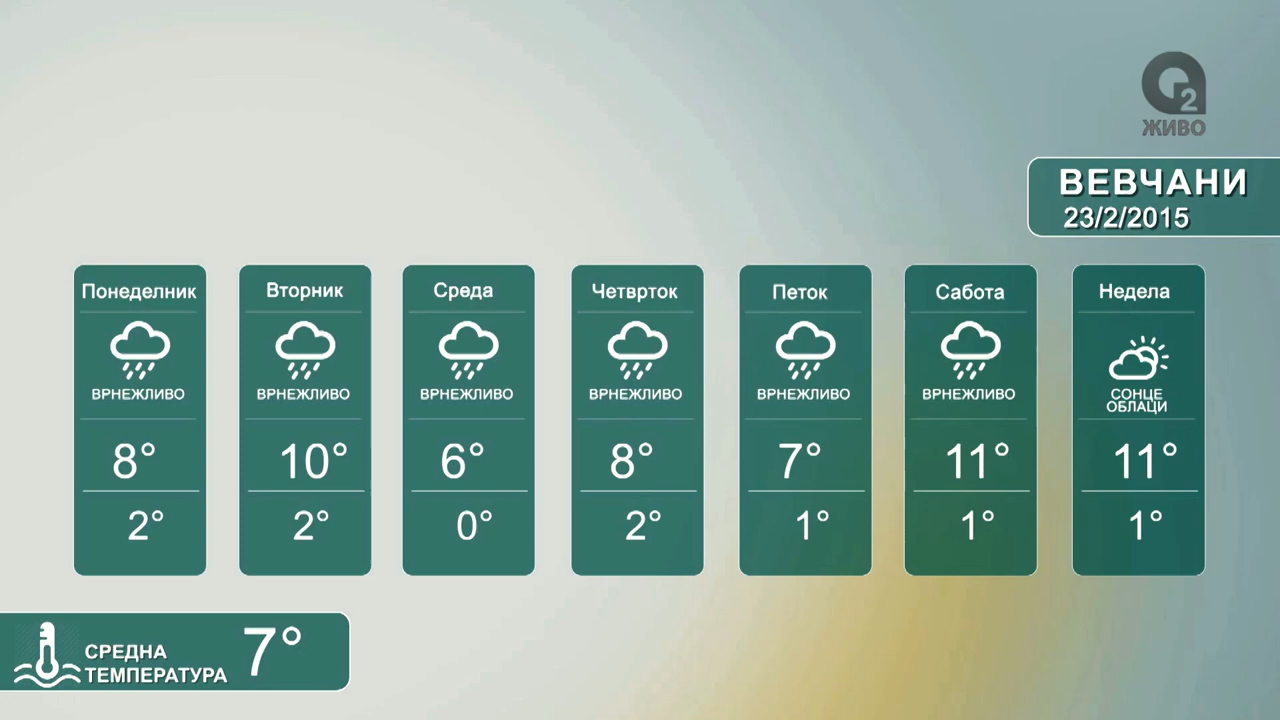 2
ЖИВО
ВЕВЧАНИ
23/2/2015
Понеделник
ВРНЕЖЛИВО
8°
2°
Вторник
ВРНЕЖЛИВО
10°
2°
Среда
ВРНЕЖЛИВО
6°
0°
Четврток
ВРНЕЖЛИВО
8°
2°
Петок
ВРНЕЖЛИВО
7°
1°
Сабота
ВРНЕЖЛИВО
11°
1°
Недела
СОНЦЕ
ОБЛАЦИ
11°
1°
СРЕДНА
ТЕМПЕРАТУРА
7°